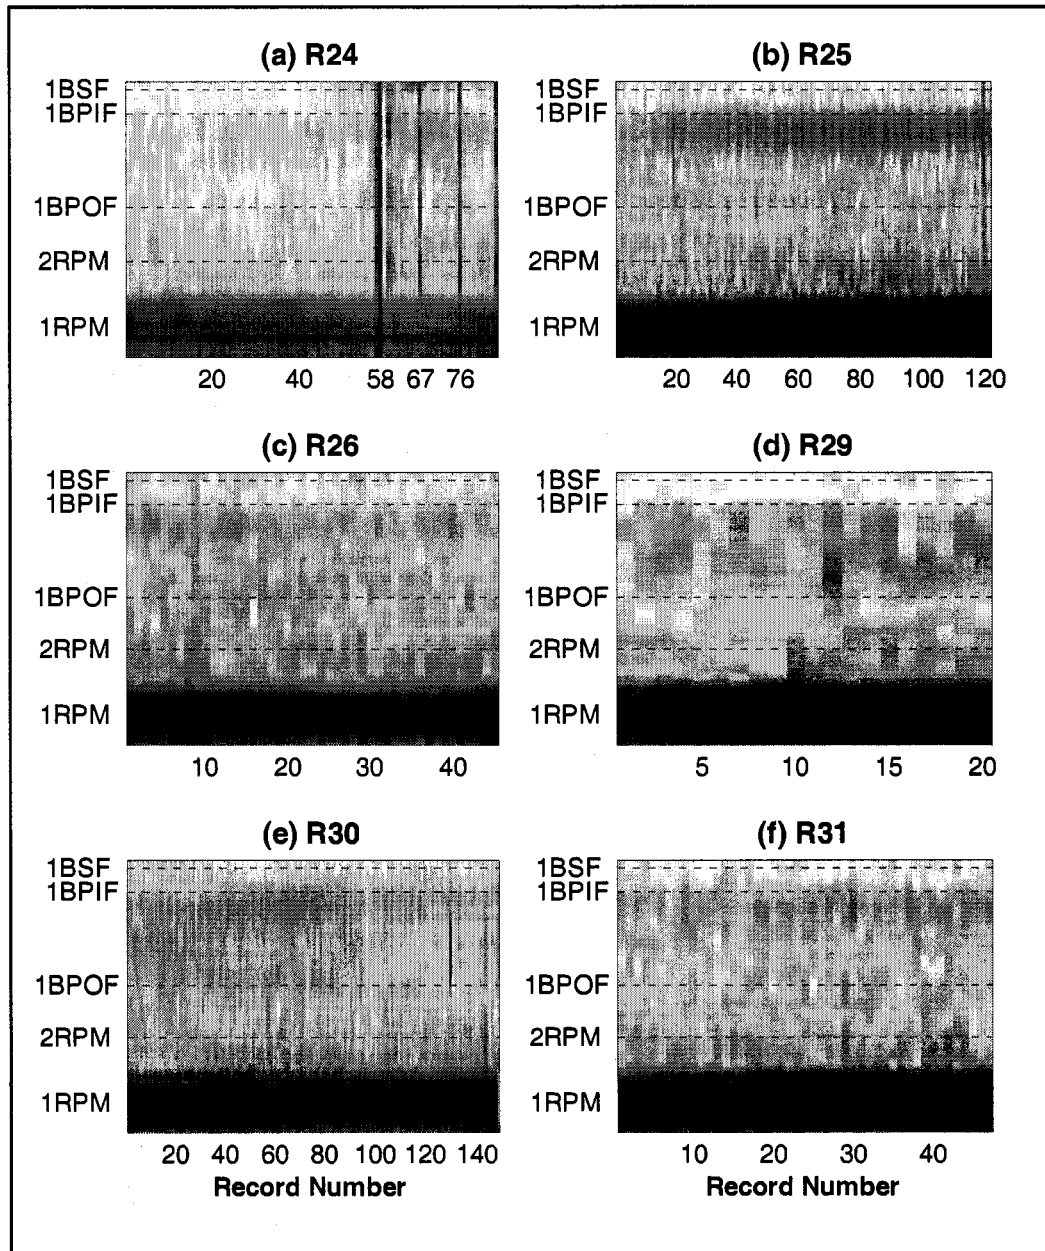 (a) R24
1BSF
1BPIF
1BPOF
2RPM
1RPM
20 40 58 67 76
(b) R25
1BSF
1BPIF
1BPOF
2RPM
1RPM
20 40 60 80 100 120
(c) R26
1BSF
1BPIF
1BPOF
2RPM
1RPM
10 20 30 40
(d) R29
1BSF
1BPIF
1BPOF
2RPM
1RPM
5 10 15 20
(e) R30
1BSF
1BPIF
1BPOF
2RPM
1RPM
20 40 60 80 100 120 140
Record Number
(f) R31
1BSF
1BPIF
1BPOF
2RPM
1RPM
10 20 30 40
Record Number